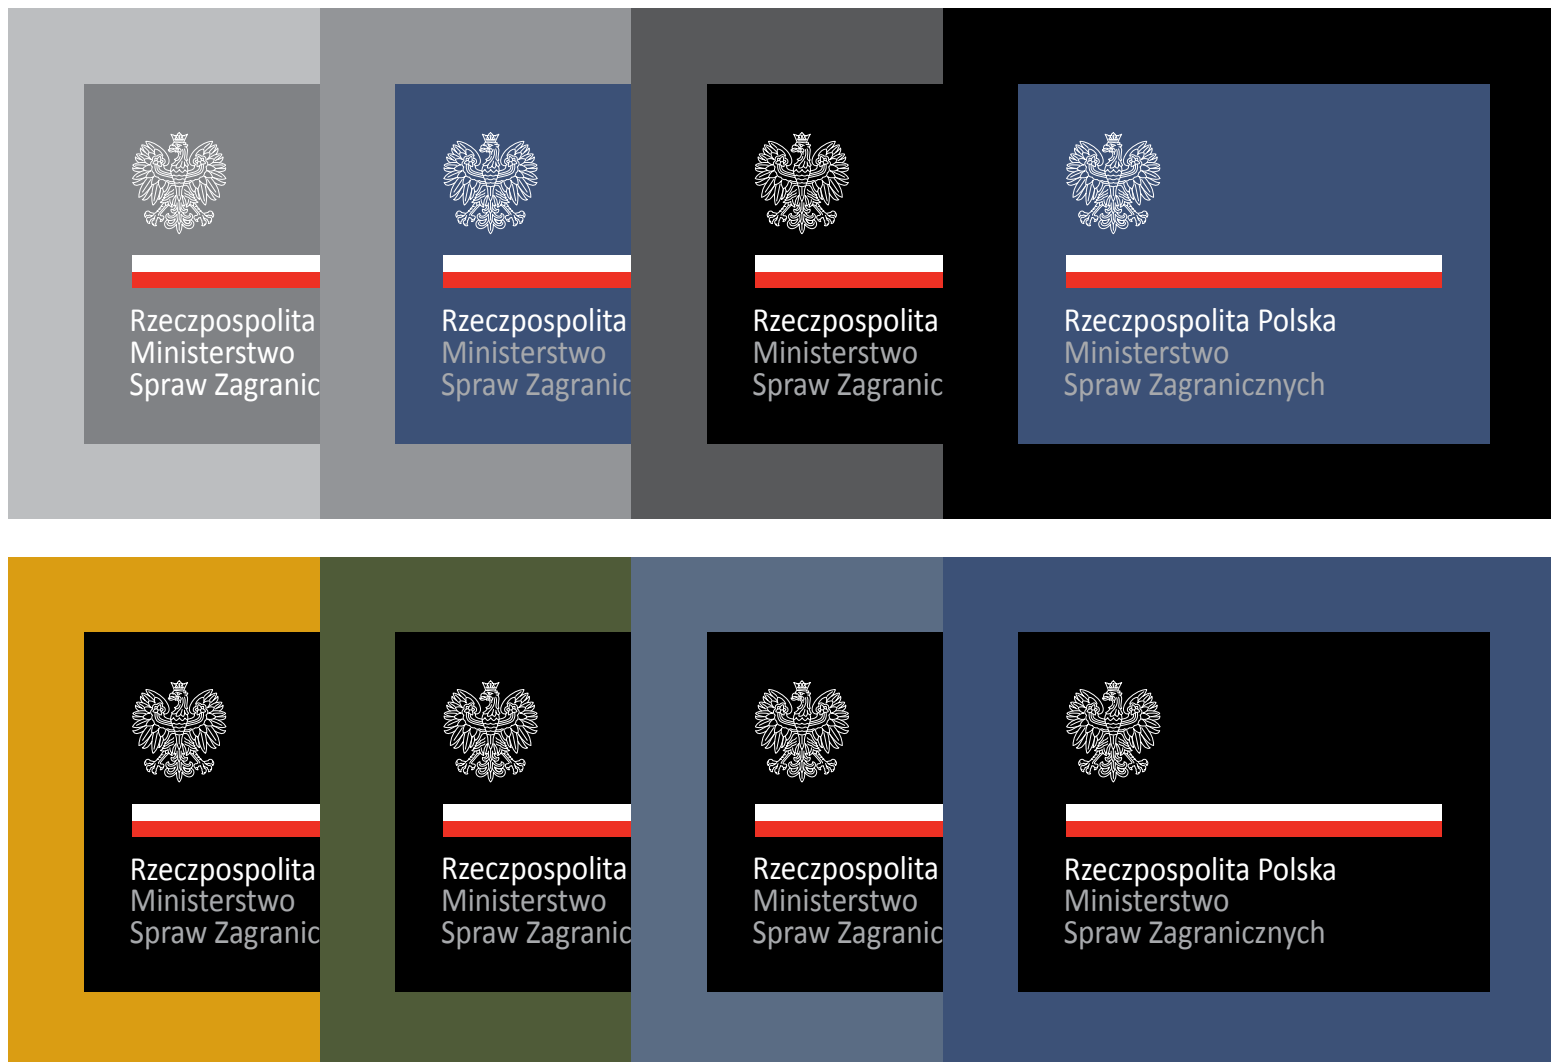 Rzeczpospolita
Ministerstwo
Spraw Zagranic
Rzeczpospolita
Ministerstwo
Spraw Zagranic
Rzeczpospolita
Ministerstwo
Spraw Zagranic
Rzeczpospolita Polska
Ministerstwo
Spraw Zagranicznych
Rzeczpospolita
Ministerstwo
Spraw Zagranic
Rzeczpospolita
Ministerstwo
Spraw Zagranic
Rzeczpospolita
Ministerstwo
Spraw Zagranic
Rzeczpospolita Polska
Ministerstwo
Spraw Zagranicznych